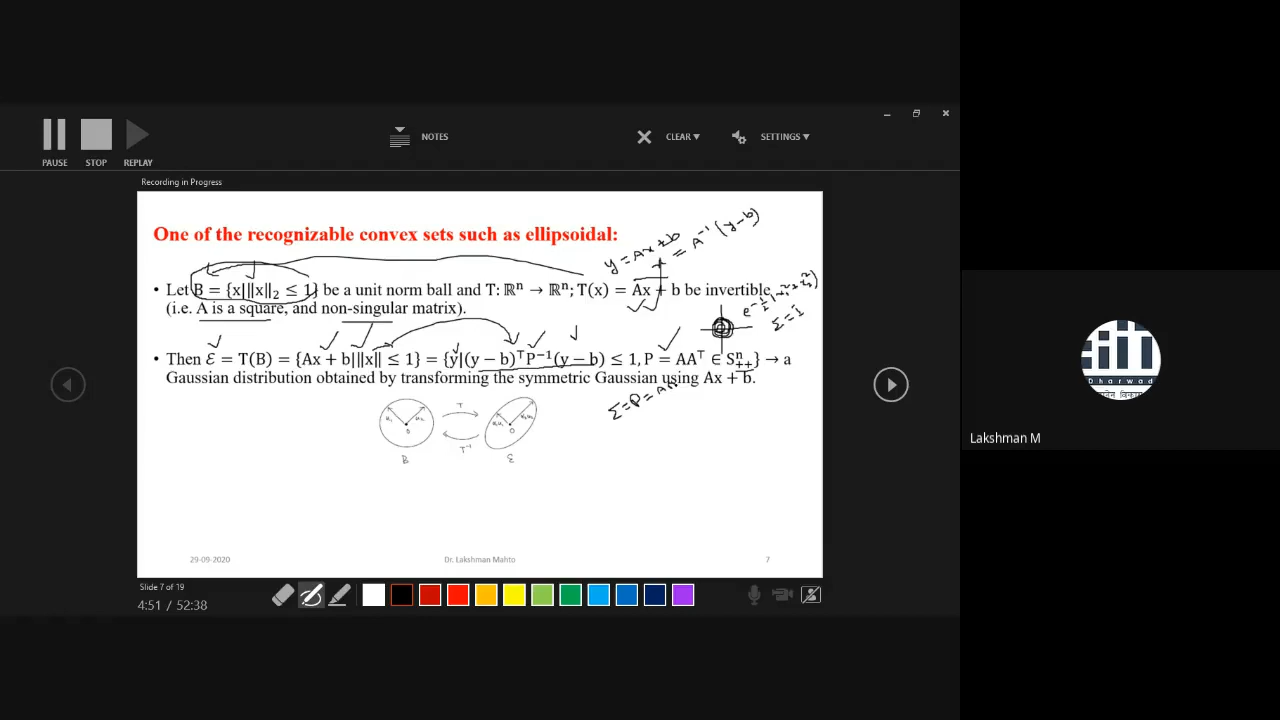 NOTES
CLEAR
SETTINGS
PAUSE
STOP
REPLAY
Recording in Progress
One of the recognizable convex sets such as ellipsoidal:
y = Ax + b
x = A⁻¹(y-b)
• Let B = {x|‖x‖₂ ≤ 1} be a unit norm ball and T: ℝⁿ → ℝⁿ; T(x) = Ax + b be invertible
(i.e. A is a square, and non-singular matrix).
Σ = I
• Then ℰ = T(B) = {Ax + b|‖x‖ ≤ 1} = {y|(y − b)ᵀP⁻¹(y − b) ≤ 1, P = AAᵀ ∈ Sⁿ₊₊} → a
Gaussian distribution obtained by transforming the symmetric Gaussian using Ax + b.
Σ = P =
T
T⁻¹
B
ℰ
29-09-2020
Dr. Lakshman Mahto
7
Slide 7 of 19
4:51 / 52:38
Dharwad
Lakshman M